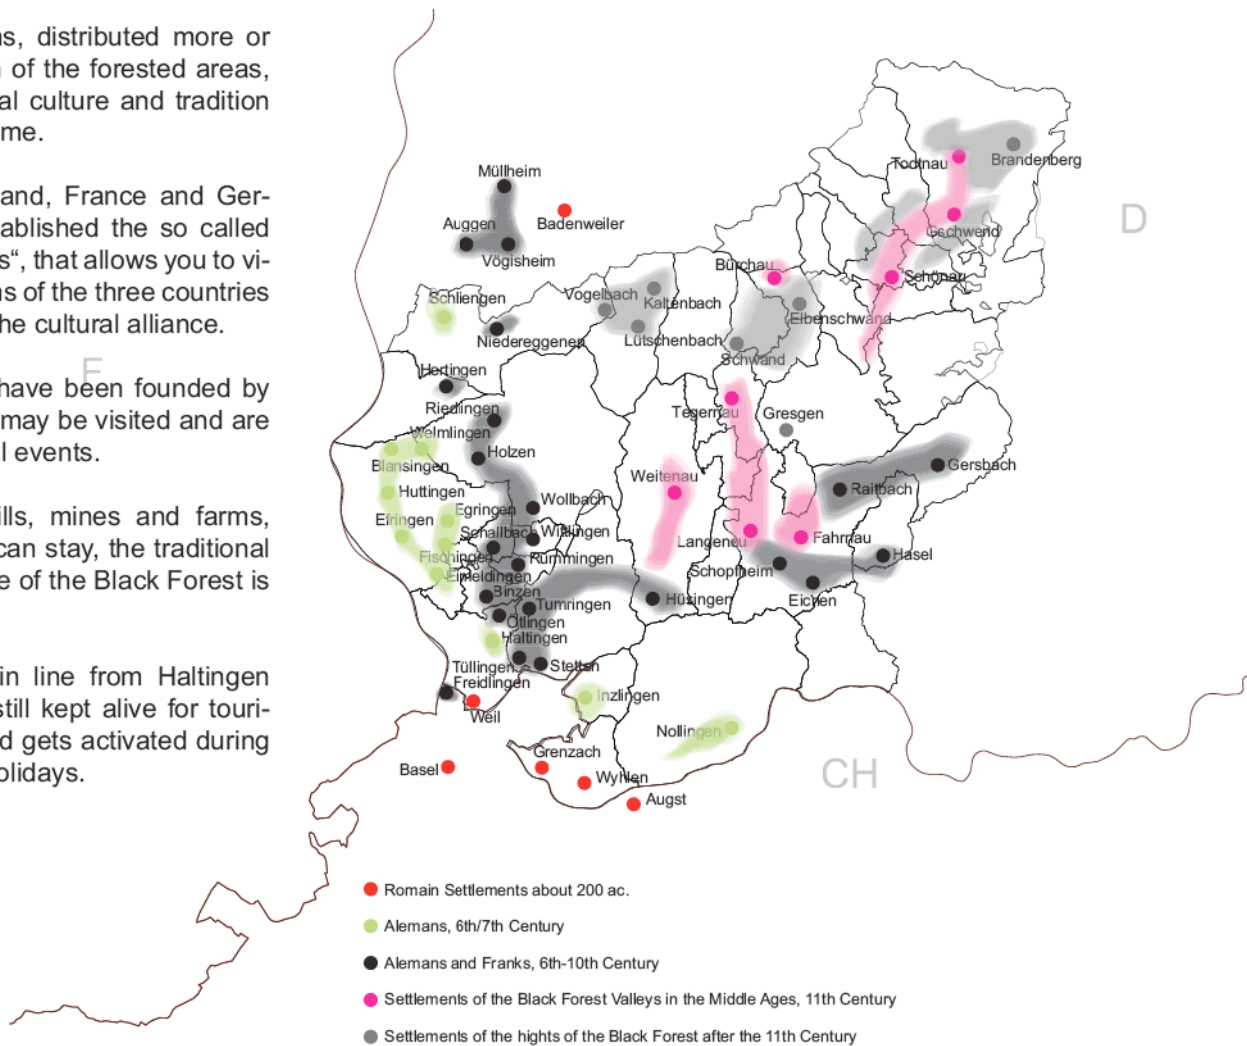 ns, distributed more or
n of the forested areas,
al culture and tradition
me.
and, France and Ger-
tablished the so called
s“, that allows you to vi-
ns of the three countries
he cultural alliance.
F
have been founded by
may be visited and are
l events.
ills, mines and farms,
can stay, the traditional
e of the Black Forest is
in line from Haltingen
still kept alive for touri-
d gets activated during
olidays.
Todtnau
Brandenberg
Müllheim
Badenweiler
Auggen
Vögisheim
D
Gschwend
Bürchau
Schönau
Schliengen
Vogelbach
Kaltenbach
Elbenschwand
Niedereggenen
Lütschenbach
Schwand
Hertingen
Riedlingen
Tegernau
Gresgen
Welmlingen
Holzen
Blansingen
Gersbach
Weitenau
Huttingen
Raitbach
Wollbach
Egringen
Efringen
Schallbach
Wittlingen
Langenau
Fahrnau
Fischingen
Rümmingen
Hasel
Eimeldingen
Schopfheim
Binzen
Tumringen
Hüsingen
Eichen
Ötlingen
Haltingen
Tüllingen
Stetten
Freidlingen
Inzlingen
Weil
Nollingen
Grenzach
Basel
Wyhlen
CH
Augst
Romain Settlements about 200 ac.
Alemans, 6th/7th Century
Alemans and Franks, 6th-10th Century
Settlements of the Black Forest Valleys in the Middle Ages, 11th Century
Settlements of the hights of the Black Forest after the 11th Century